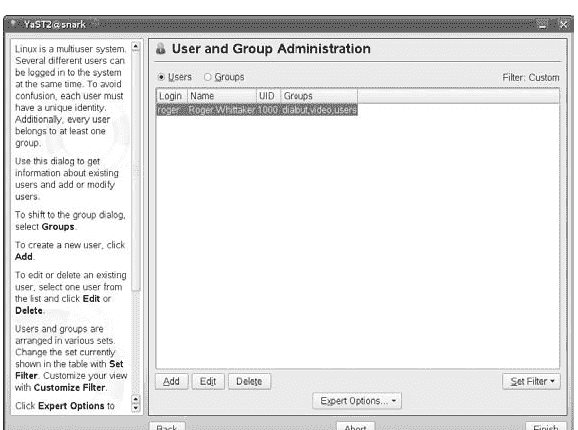 YaST2@snark
Linux is a multiuser system.
Several different users can
be logged in to the system
at the same time. To avoid
confusion, each user must
have a unique identity.
Additionally, every user
belongs to at least one
group.
Use this dialog to get
information about existing
users and add or modify
users.
To shift to the group dialog,
select Groups.
To create a new user, click
Add.
To edit or delete an existing
user, select one user from
the list and click Edit or
Delete.
Users and groups are
arranged in various sets.
Change the set currently
shown in the table with Set
Filter. Customize your view
with Customize Filter.
Click Expert Options to
User and Group Administration
Users Groups Filter: Custom
Login Name UID Groups
roger Roger Whittaker 1000 dialout,video,users
Add Edit Delete Set Filter
Expert Options...
Back Abort Finish